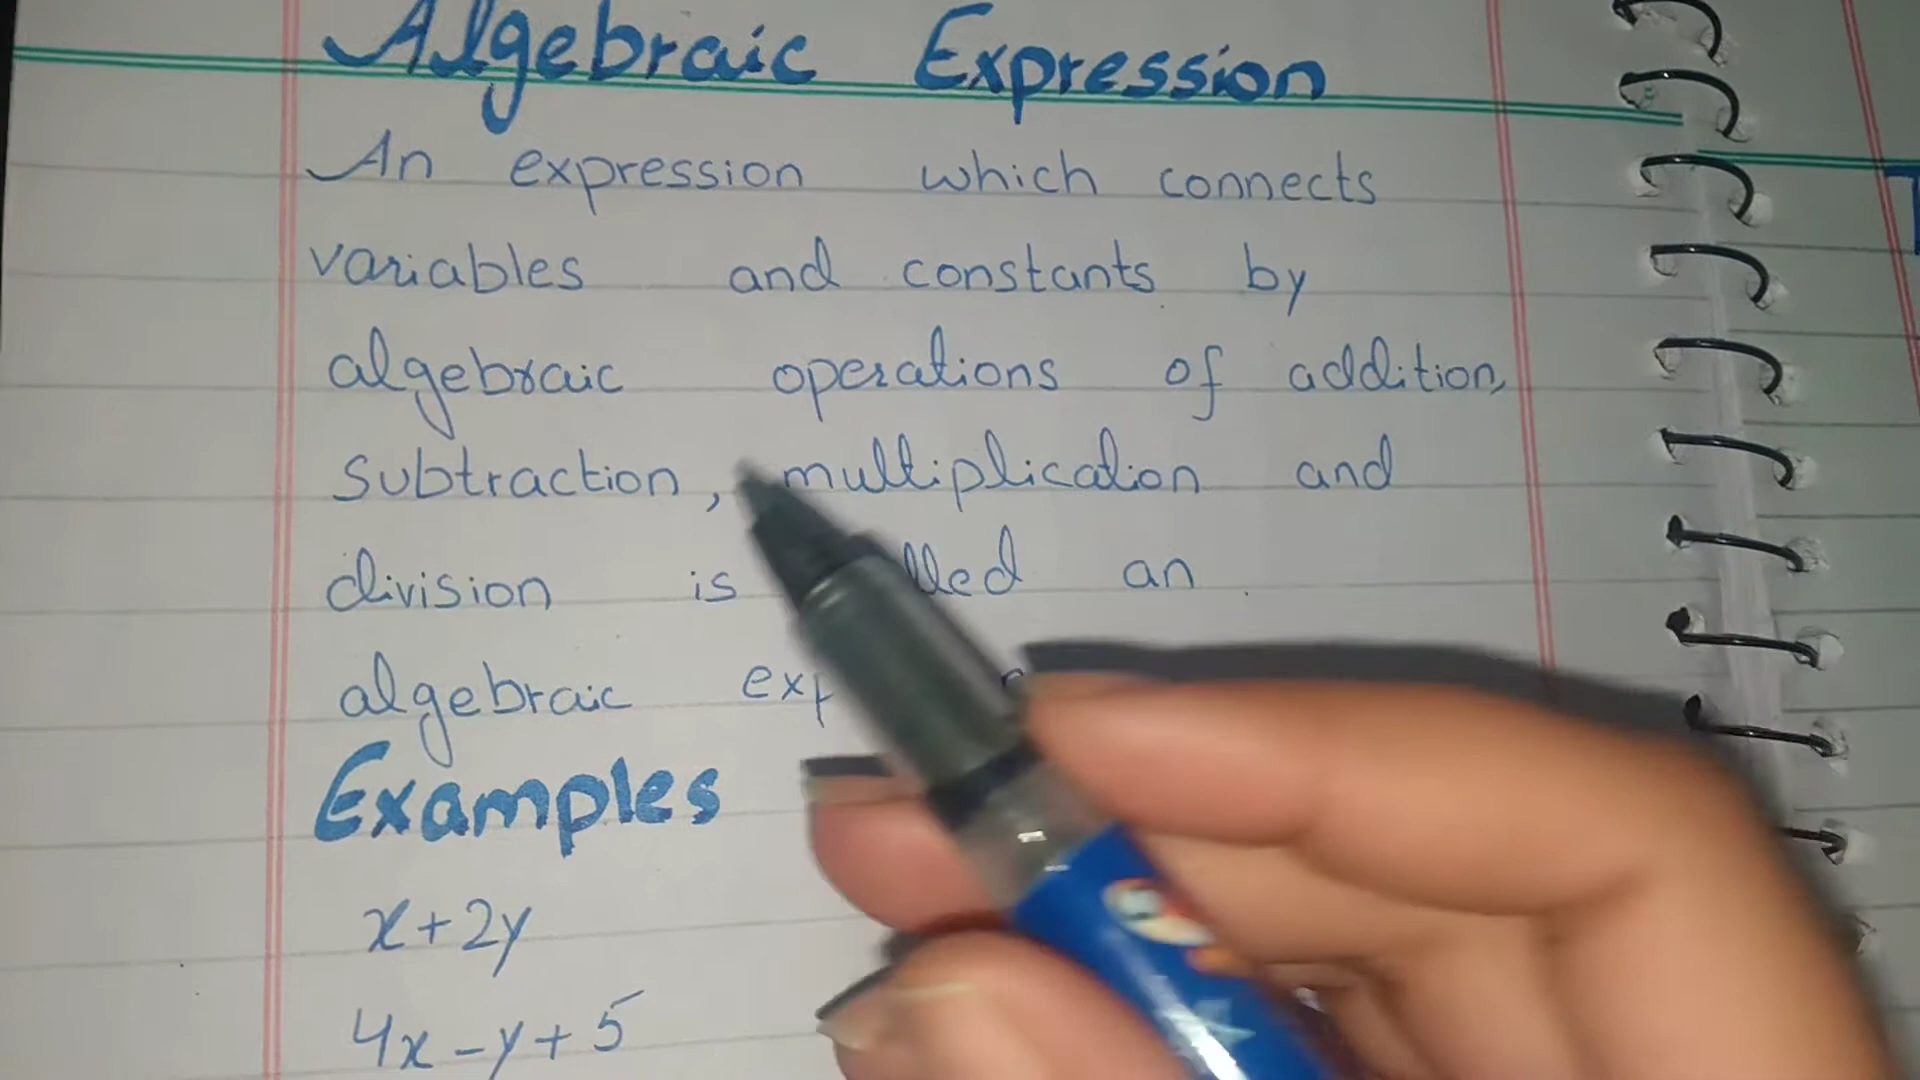 Algebraic Expression
An expression which connects
variables and constants by
algebraic operations of addition,
subtraction, multiplication and
division is an
algebraic
Examples
x+2y
4x-y+5